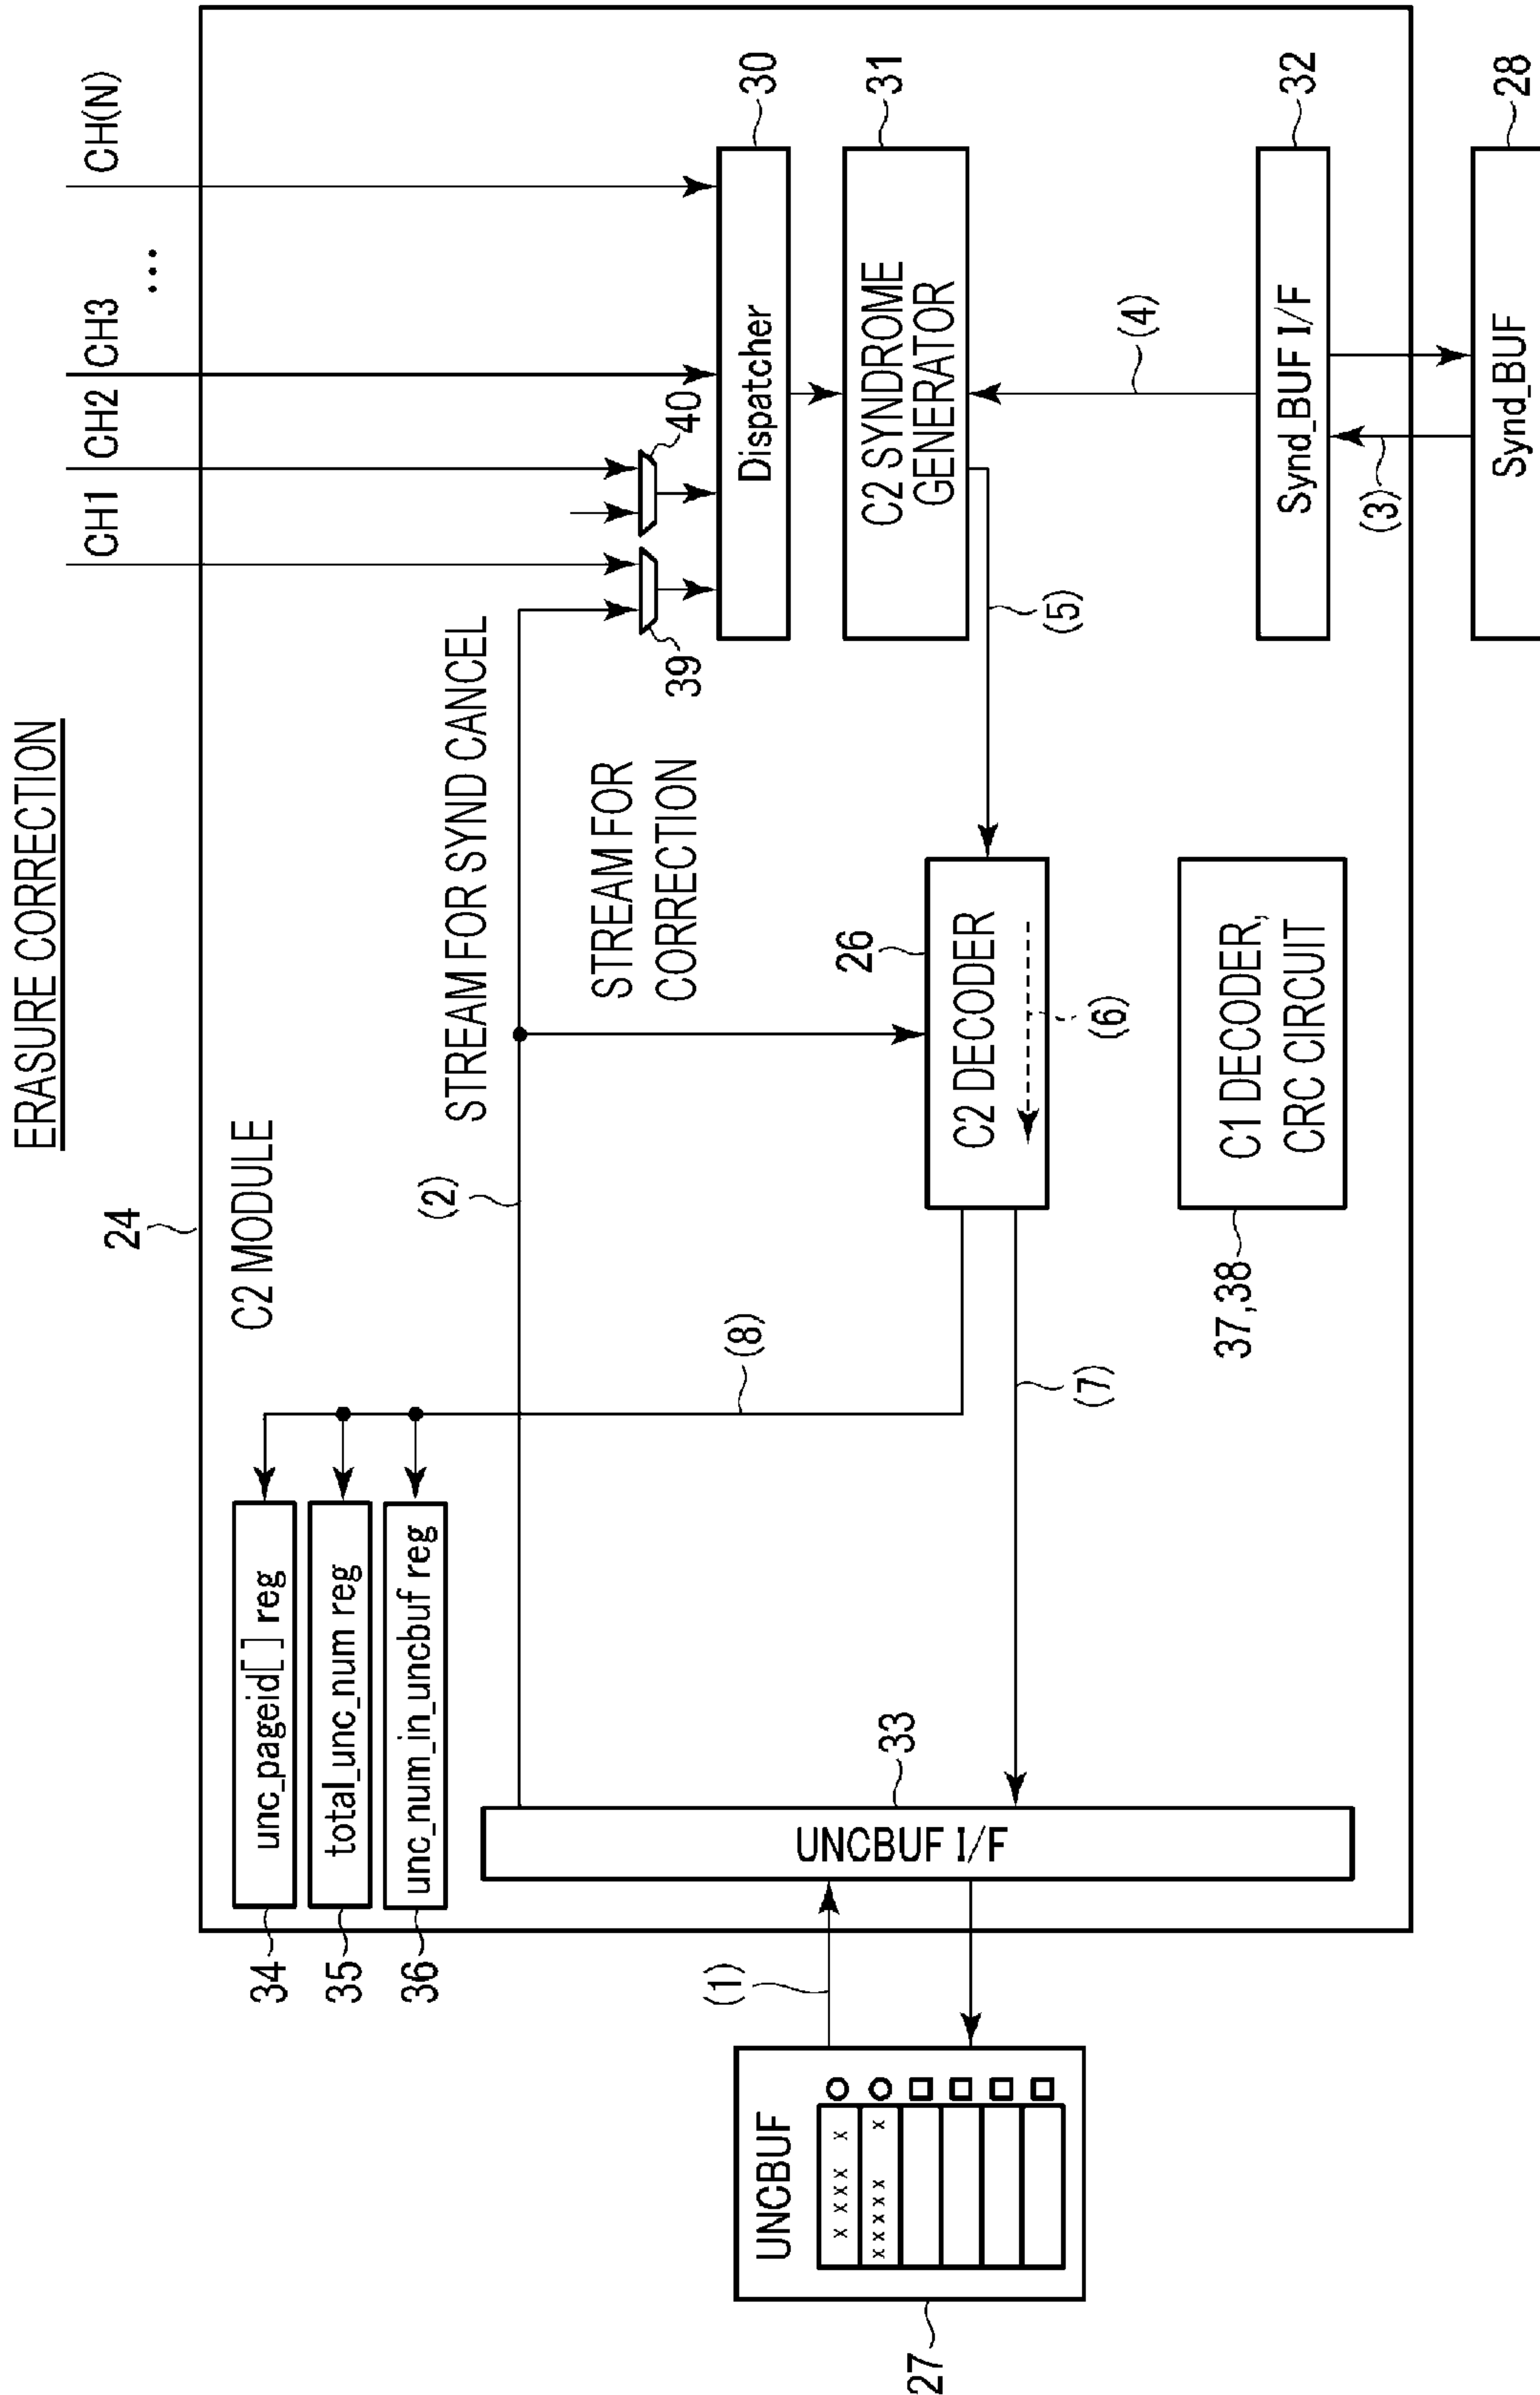 ERASURE CORRECTION
24
C2 MODULE
CH1
CH2
CH3
...
CH(N)
34
unc_pageid[ ] reg
35
total_unc_num reg
36
unc_num_in_uncbuf reg
(2)
STREAM FOR SYND CANCEL
STREAM FOR
CORRECTION
39
40
Dispatcher
30
(8)
C2 SYNDROME
GENERATOR
31
(1)
UNCBUF
x xxxx x
xxxxx x
27
UNCBUF I/F
33
26
C2 DECODER
(6)
(5)
(4)
(7)
37,38
C1 DECODER,
CRC CIRCUIT
Synd_BUF I/F
32
(3)
Synd_BUF
28